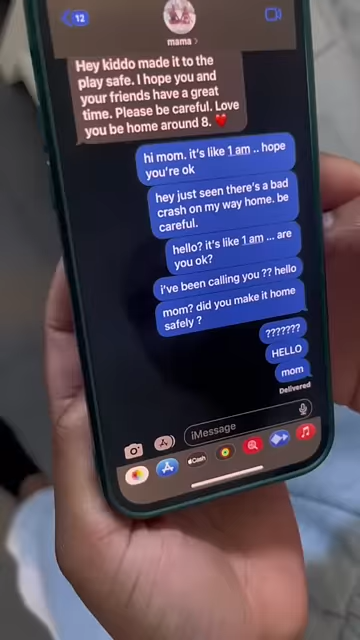 12
mama >
Hey kiddo made it to the
play safe. I hope you and
your friends have a great
time. Please be careful. Love
you be home around 8. ❤️
hi mom. it's like 1 am .. hope
you're ok
hey just seen there's a bad
crash on my way home. be
careful.
hello? it's like 1 am ... are
you ok?
i've been calling you ?? hello
mom? did you make it home
safely ?
???????
HELLO
mom
Delivered
iMessage
Cash